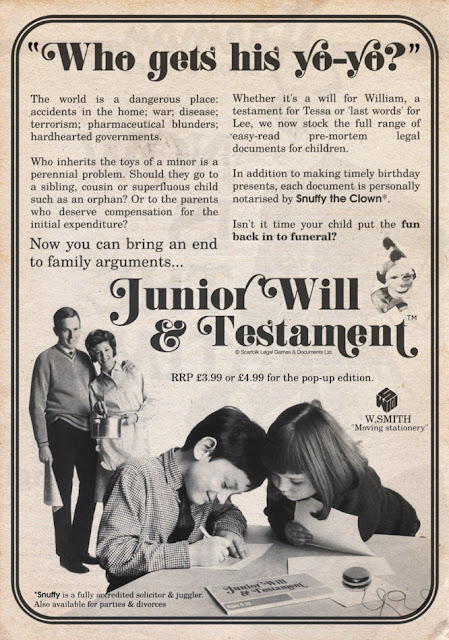 “Who gets his yo-yo?”
The world is a dangerous place:
accidents in the home; war; disease;
terrorism; pharmaceutical blunders;
hardhearted governments.
Who inherits the toys of a minor is a
perennial problem. Should they go to
a sibling, cousin or superfluous child
such as an orphan? Or to the parents
who deserve compensation for the
initial expenditure?
Now you can bring an end
to family arguments...
Whether it's a will for William, a
testament for Tessa or 'last words' for
Lee, we now stock the full range of
easy-read pre-mortem legal
documents for children.
In addition to making timely birthday
presents, each document is personally
notarised by Snuffy the Clown*.
Isn't it time your child put the fun
back in to funeral?
Junior Will
& Testament™
© Scarfolk Legal Games & Documents Ltd.
RRP £3.99 or £4.99 for the pop-up edition.
W.SMITH
"Moving stationery"
Junior Will
& Testament
*Snuffy is a fully accredited solicitor & juggler.
Also available for parties & divorces